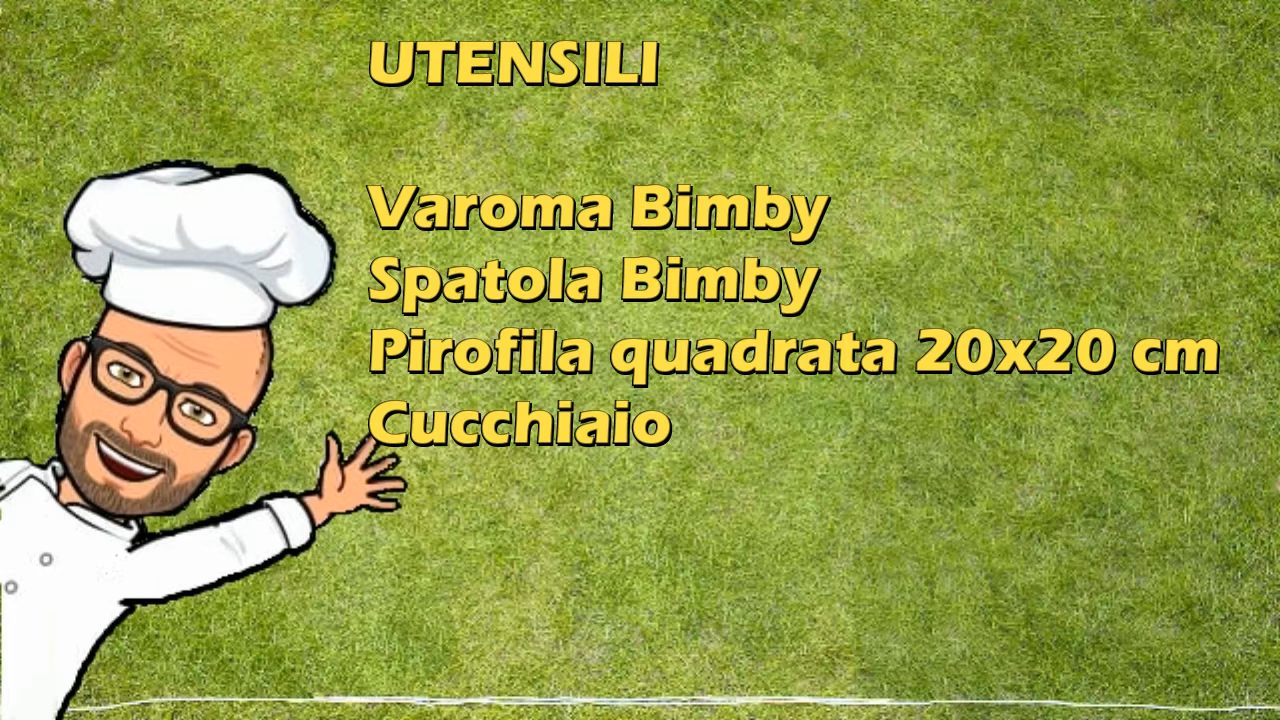 UTENSILI
Varoma Bimby
Spatola Bimby
Pirofila quadrata 20x20 cm
Cucchiaio